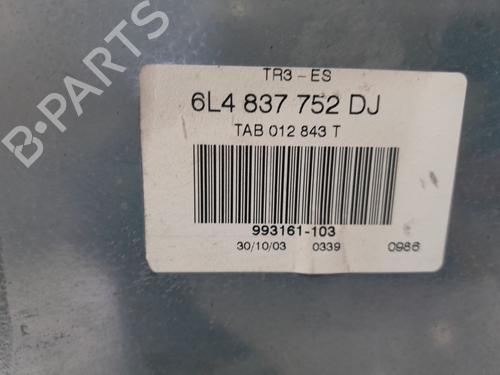 B-PARTS
TR3-ES
6L4 837 752 DJ
TAB 012 843 T
993161-103
30/10/03 0339 0986